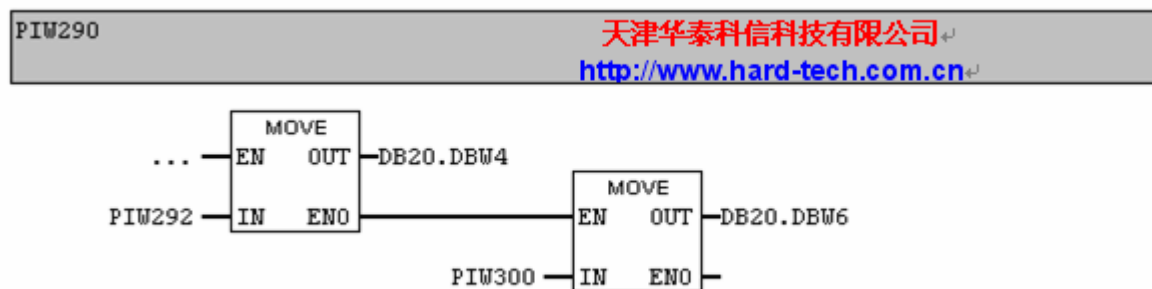 PIW290
天津华泰科信科技有限公司
http://www.hard-tech.com.cn
MOVE
... EN OUT DB20.DBW4
PIW292 IN ENO
MOVE
EN OUT DB20.DBW6
PIW300 IN ENO